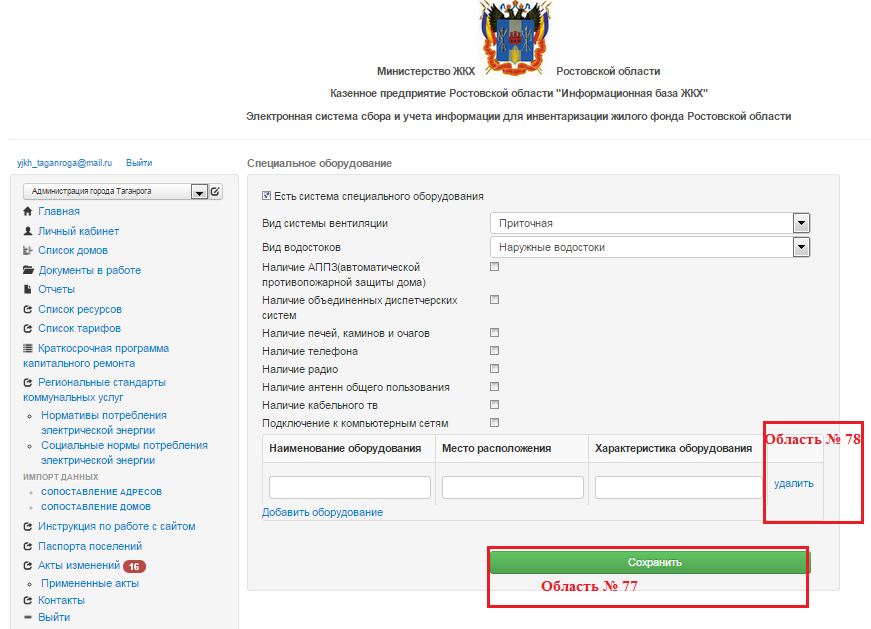 Министерство ЖКХ Ростовской области
Казенное предприятие Ростовской области "Информационная база ЖКХ"
Электронная система сбора и учета информации для инвентаризации жилого фонда Ростовской области
yjkh_taganroga@mail.ru Выйти
Администрация города Таганрога
Главная
Личный кабинет
Список домов
Документы в работе
Отчеты
Список ресурсов
Список тарифов
Краткосрочная программа
капитального ремонта
Региональные стандарты
коммунальных услуг
Нормативы потребления
электрической энергии
Социальные нормы потребления
электрической энергии
ИМПОРТ ДАННЫХ
СОПОСТАВЛЕНИЕ АДРЕСОВ
СОПОСТАВЛЕНИЕ ДОМОВ
Инструкция по работе с сайтом
Паспорта поселений
Акты изменений 16
Примененные акты
Контакты
Выйти
Специальное оборудование
Есть система специального оборудования
Вид системы вентиляции Приточная
Вид водостоков Наружные водостоки
Наличие АППЗ(автоматической
противопожарной защиты дома)
Наличие объединенных диспетчерских
систем
Наличие печей, каминов и очагов
Наличие телефона
Наличие радио
Наличие антенн общего пользования
Наличие кабельного тв
Подключение к компьютерным сетям
Наименование оборудования Место расположения Характеристика оборудования Область № 78
удалить
Добавить оборудование
Сохранить
Область № 77